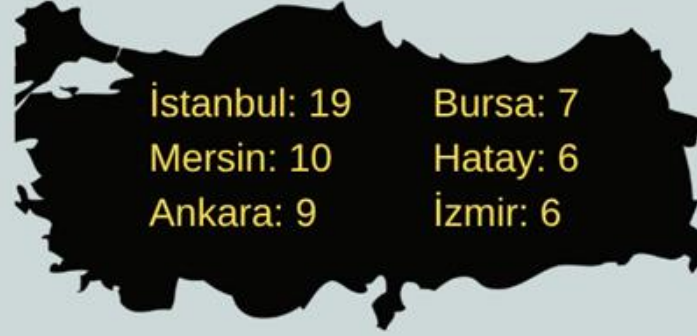 İstanbul: 19
Mersin: 10
Ankara: 9
Bursa: 7
Hatay: 6
İzmir: 6